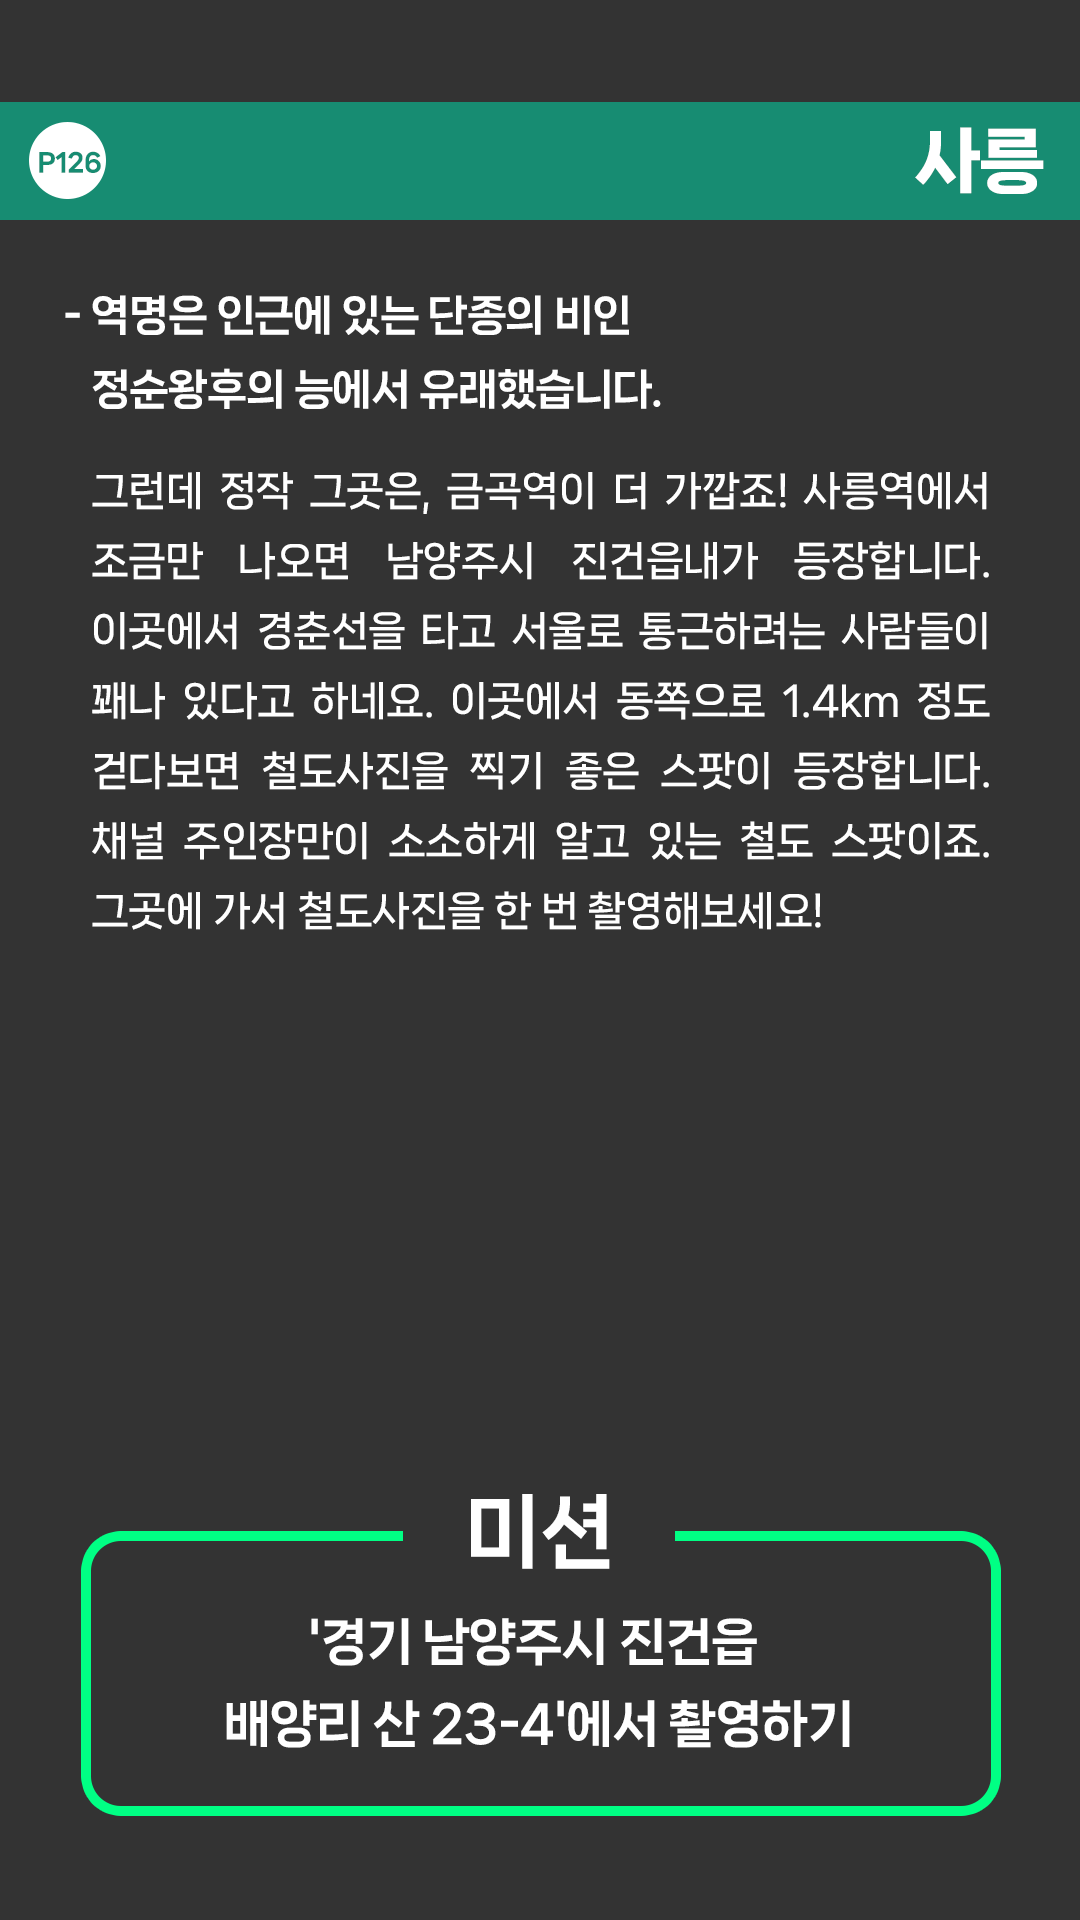 P126
사릉
- 역명은 인근에 있는 단종의 비인
정순왕후의 능에서 유래했습니다.
그런데 정작 그곳은, 금곡역이 더 가깝죠! 사릉역에서
조금만 나오면 남양주시 진건읍내가 등장합니다.
이곳에서 경춘선을 타고 서울로 통근하려는 사람들이
꽤나 있다고 하네요. 이곳에서 동쪽으로 1.4km 정도
걷다보면 철도사진을 찍기 좋은 스팟이 등장합니다.
채널 주인장만이 소소하게 알고 있는 철도 스팟이죠.
그곳에 가서 철도사진을 한 번 촬영해보세요!
미션
'경기 남양주시 진건읍
배양리 산 23-4'에서 촬영하기